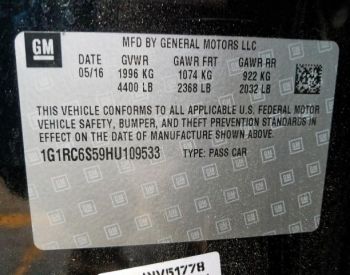 GM
MFD BY GENERAL MOTORS LLC
GVWR GAWR FRT GAWR RR
05/16 1996 KG 1074 KG 922 KG
4400 LB 2368 LB 2032 LB
THIS VEHICLE CONFORMS TO ALL APPLICABLE U.S. FEDERAL MOTOR
VEHICLE SAFETY, BUMPER, AND THEFT PREVENTION STANDARDS IN
EFFECT ON THE DATE OF MANUFACTURE SHOWN ABOVE.
1G1RC6S59HU109533 TYPE: PASS CAR